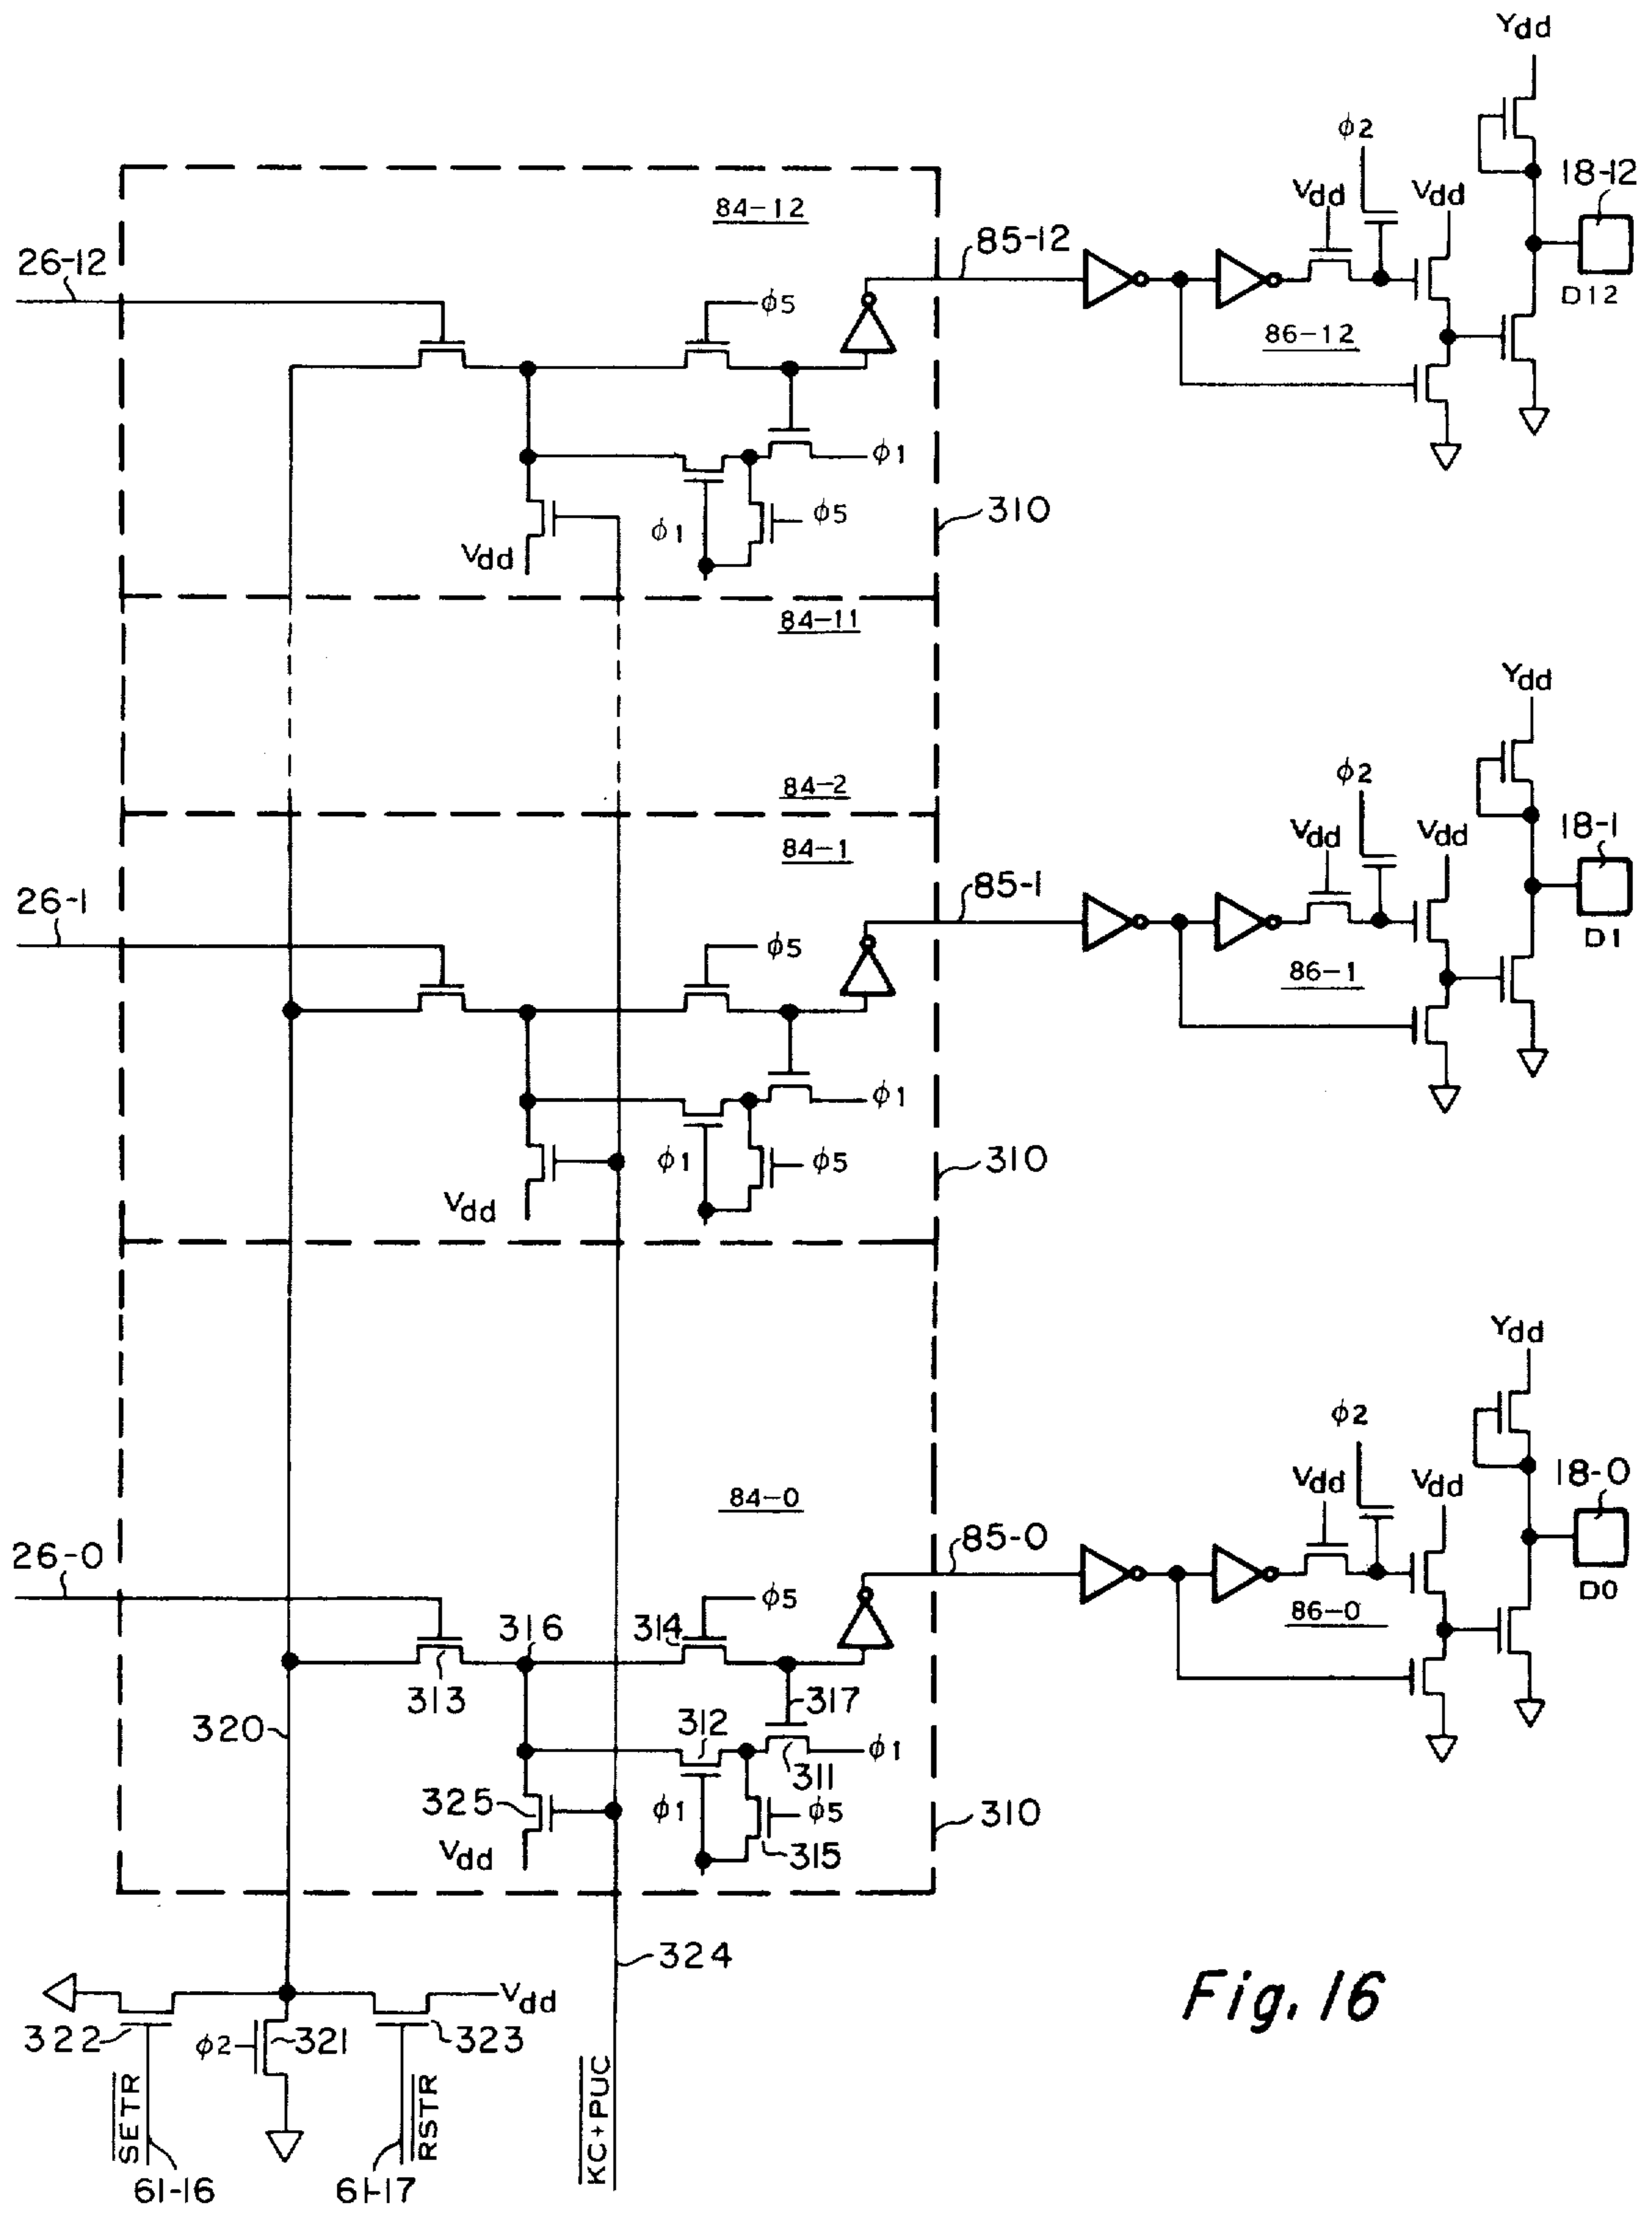 Ydd
φ2
18-12
Vdd
Vdd
84-12
85-12
26-12
D12
φ5
86-12
φ1
310
φ5
φ1
Vdd
84-11
Ydd
φ2
84-2
18-1
Vdd
Vdd
84-1
85-1
26-1
D1
φ5
86-1
φ1
φ1
φ5
310
Vdd
Ydd
φ2
18-0
Vdd
Vdd
84-0
85-0
26-0
D0
φ5
86-0
316
314
313
317
320
312
φ1
311
325
φ1
φ5
310
Vdd
315
324
Vdd
322
φ2
321
323
SETR
RSTR
KC+PUC
61-16
61-17
Fig. 16